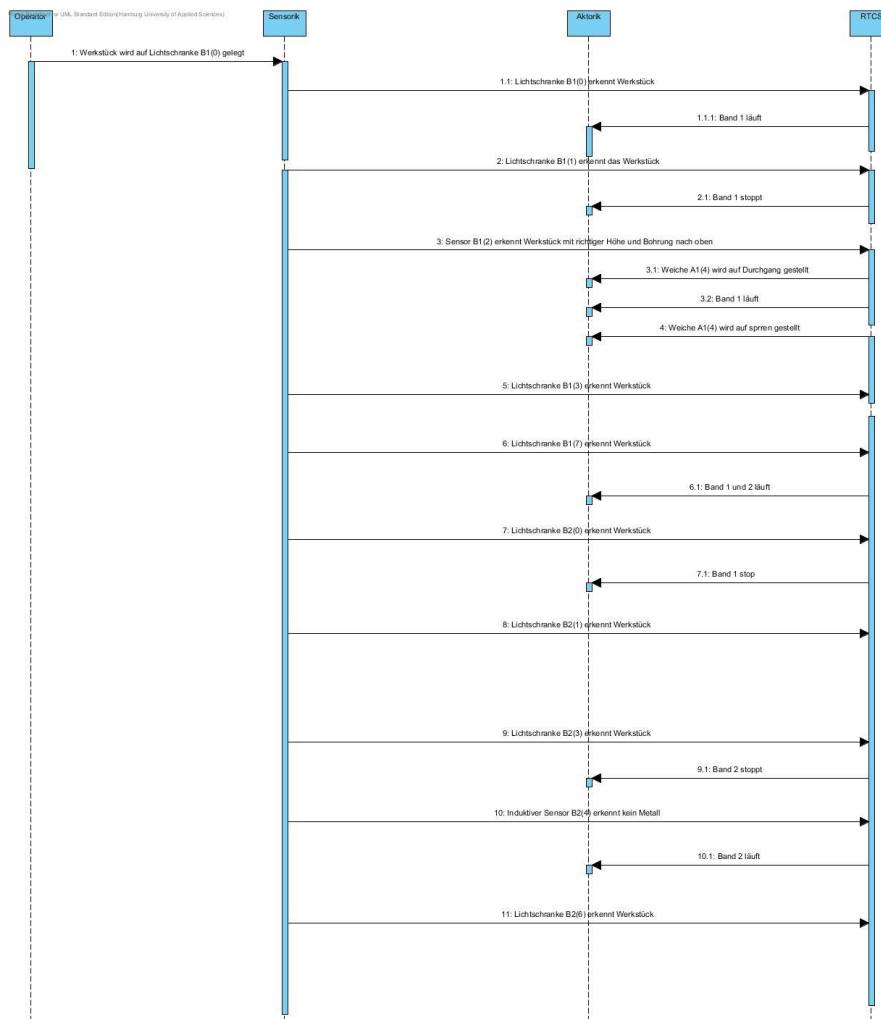 for UML Standard Edition(Hamburg University of Applied Sciences)
Operator
Sensorik
Aktorik
RTCS
1: Werkstück wird auf Lichtschranke B1(0) gelegt
1.1: Lichtschranke B1(0) erkennt Werkstück
1.1.1: Band 1 läuft
2: Lichtschranke B1(1) erkennt das Werkstück
2.1: Band 1 stoppt
3: Sensor B1(2) erkennt Werkstück mit richtiger Höhe und Bohrung nach oben
3.1: Weiche A1(4) wird auf Durchgang gestellt
3.2: Band 1 läuft
4: Weiche A1(4) wird auf sprren gestellt
5: Lichtschranke B1(3) erkennt Werkstück
6: Lichtschranke B1(7) erkennt Werkstück
6.1: Band 1 und 2 läuft
7: Lichtschranke B2(0) erkennt Werkstück
7.1: Band 1 stop
8: Lichtschranke B2(1) erkennt Werkstück
9: Lichtschranke B2(3) erkennt Werkstück
9.1: Band 2 stoppt
10: Induktiver Sensor B2(4) erkennt kein Metall
10.1: Band 2 läuft
11: Lichtschranke B2(6) erkennt Werkstück